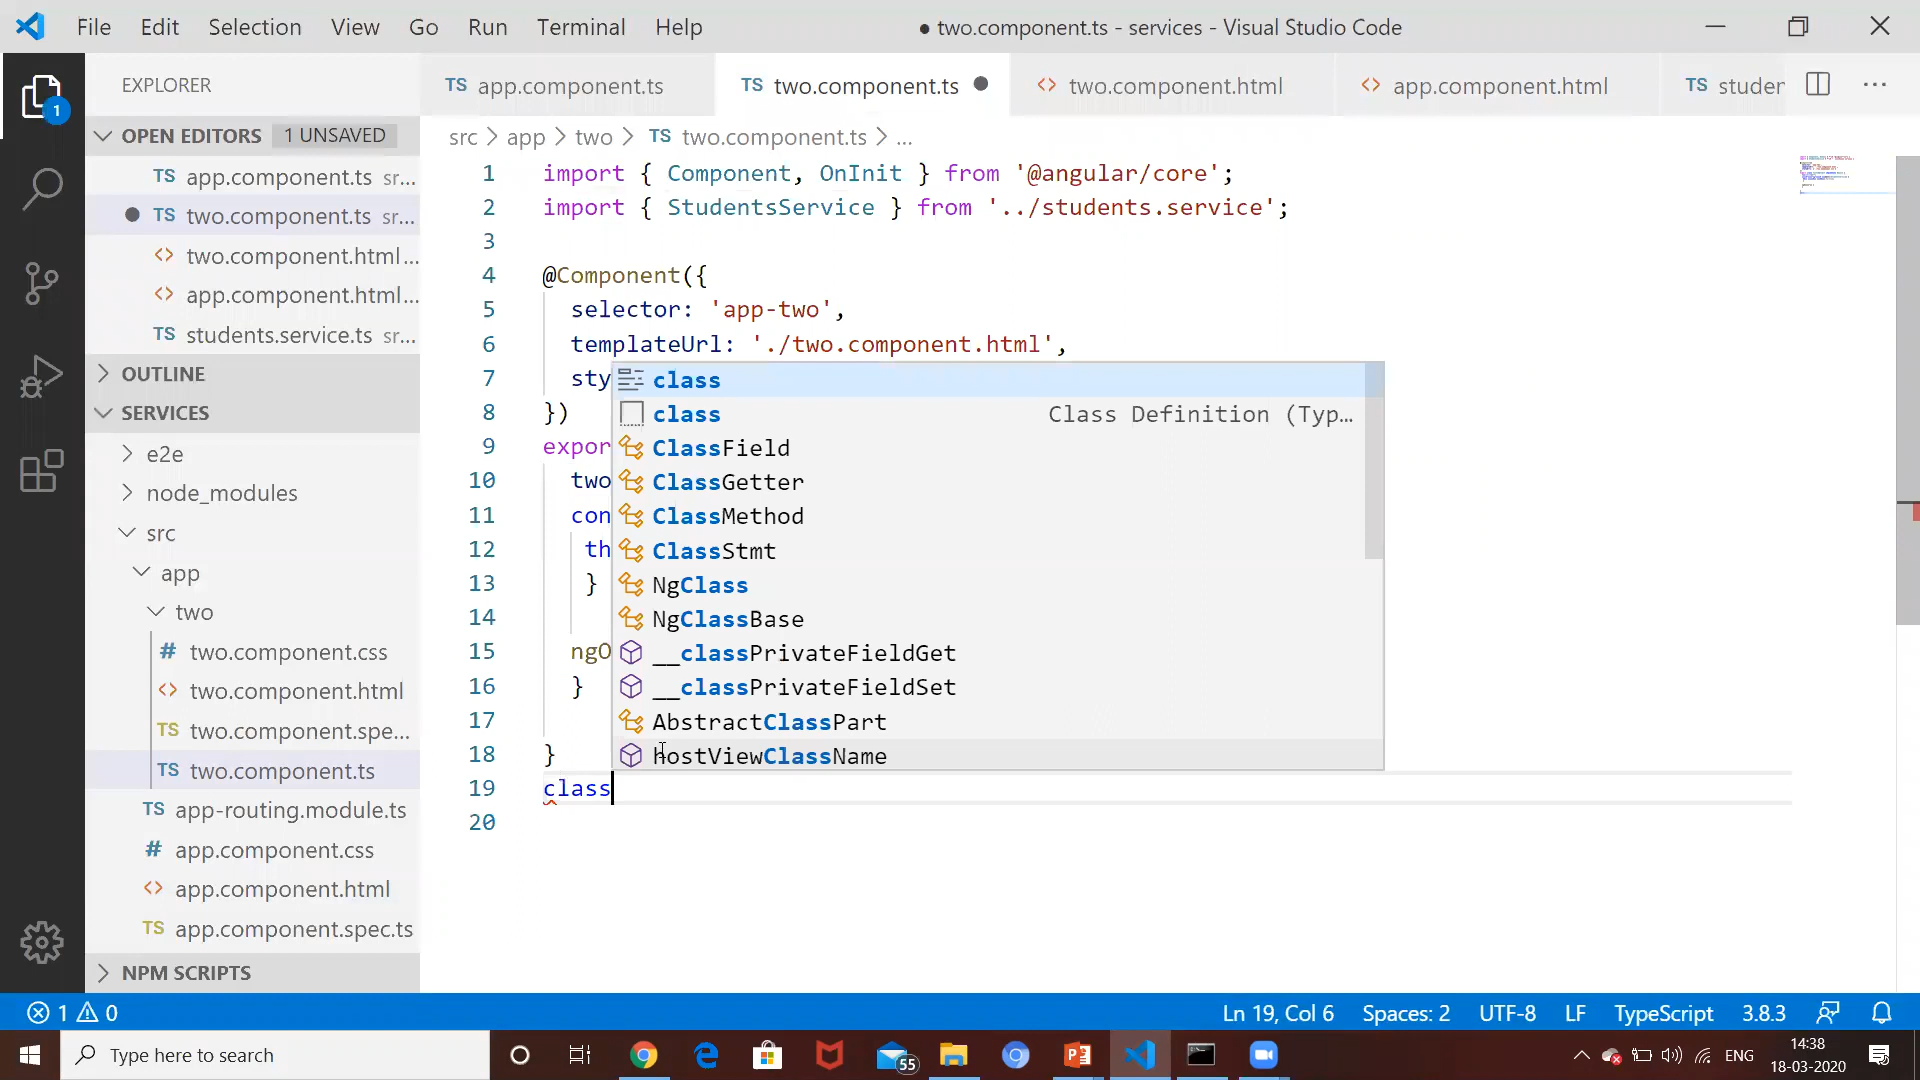 File Edit Selection View Go Run Terminal Help
● two.component.ts - services - Visual Studio Code
EXPLORER
TS app.component.ts
TS two.component.ts
<> two.component.html
<> app.component.html
TS studer
OPEN EDITORS 1 UNSAVED
TS app.component.ts sr...
TS two.component.ts sr...
<> two.component.html...
<> app.component.html...
TS students.service.ts sr...
OUTLINE
SERVICES
e2e
node_modules
src
app
two
# two.component.css
<> two.component.html
TS two.component.spe...
TS two.component.ts
TS app-routing.module.ts
# app.component.css
<> app.component.html
TS app.component.spec.ts
NPM SCRIPTS
src > app > two > TS two.component.ts > ...
1 import { Component, OnInit } from '@angular/core';
2 import { StudentsService } from '../students.service';
3
4 @Component({
5 selector: 'app-two',
6 templateUrl: './two.component.html',
7 sty
8 })
9 expor
10 two
11 con
12 th
13 }
14
15 ngO
16 }
17
18 }
19 class
20
class
class Class Definition (Typ...
ClassField
ClassGetter
ClassMethod
ClassStmt
NgClass
NgClassBase
__classPrivateFieldGet
__classPrivateFieldSet
AbstractClassPart
hostViewClassName
1
1 0
Ln 19, Col 6 Spaces: 2 UTF-8 LF TypeScript 3.8.3
Type here to search
55
ENG
14:38
18-03-2020